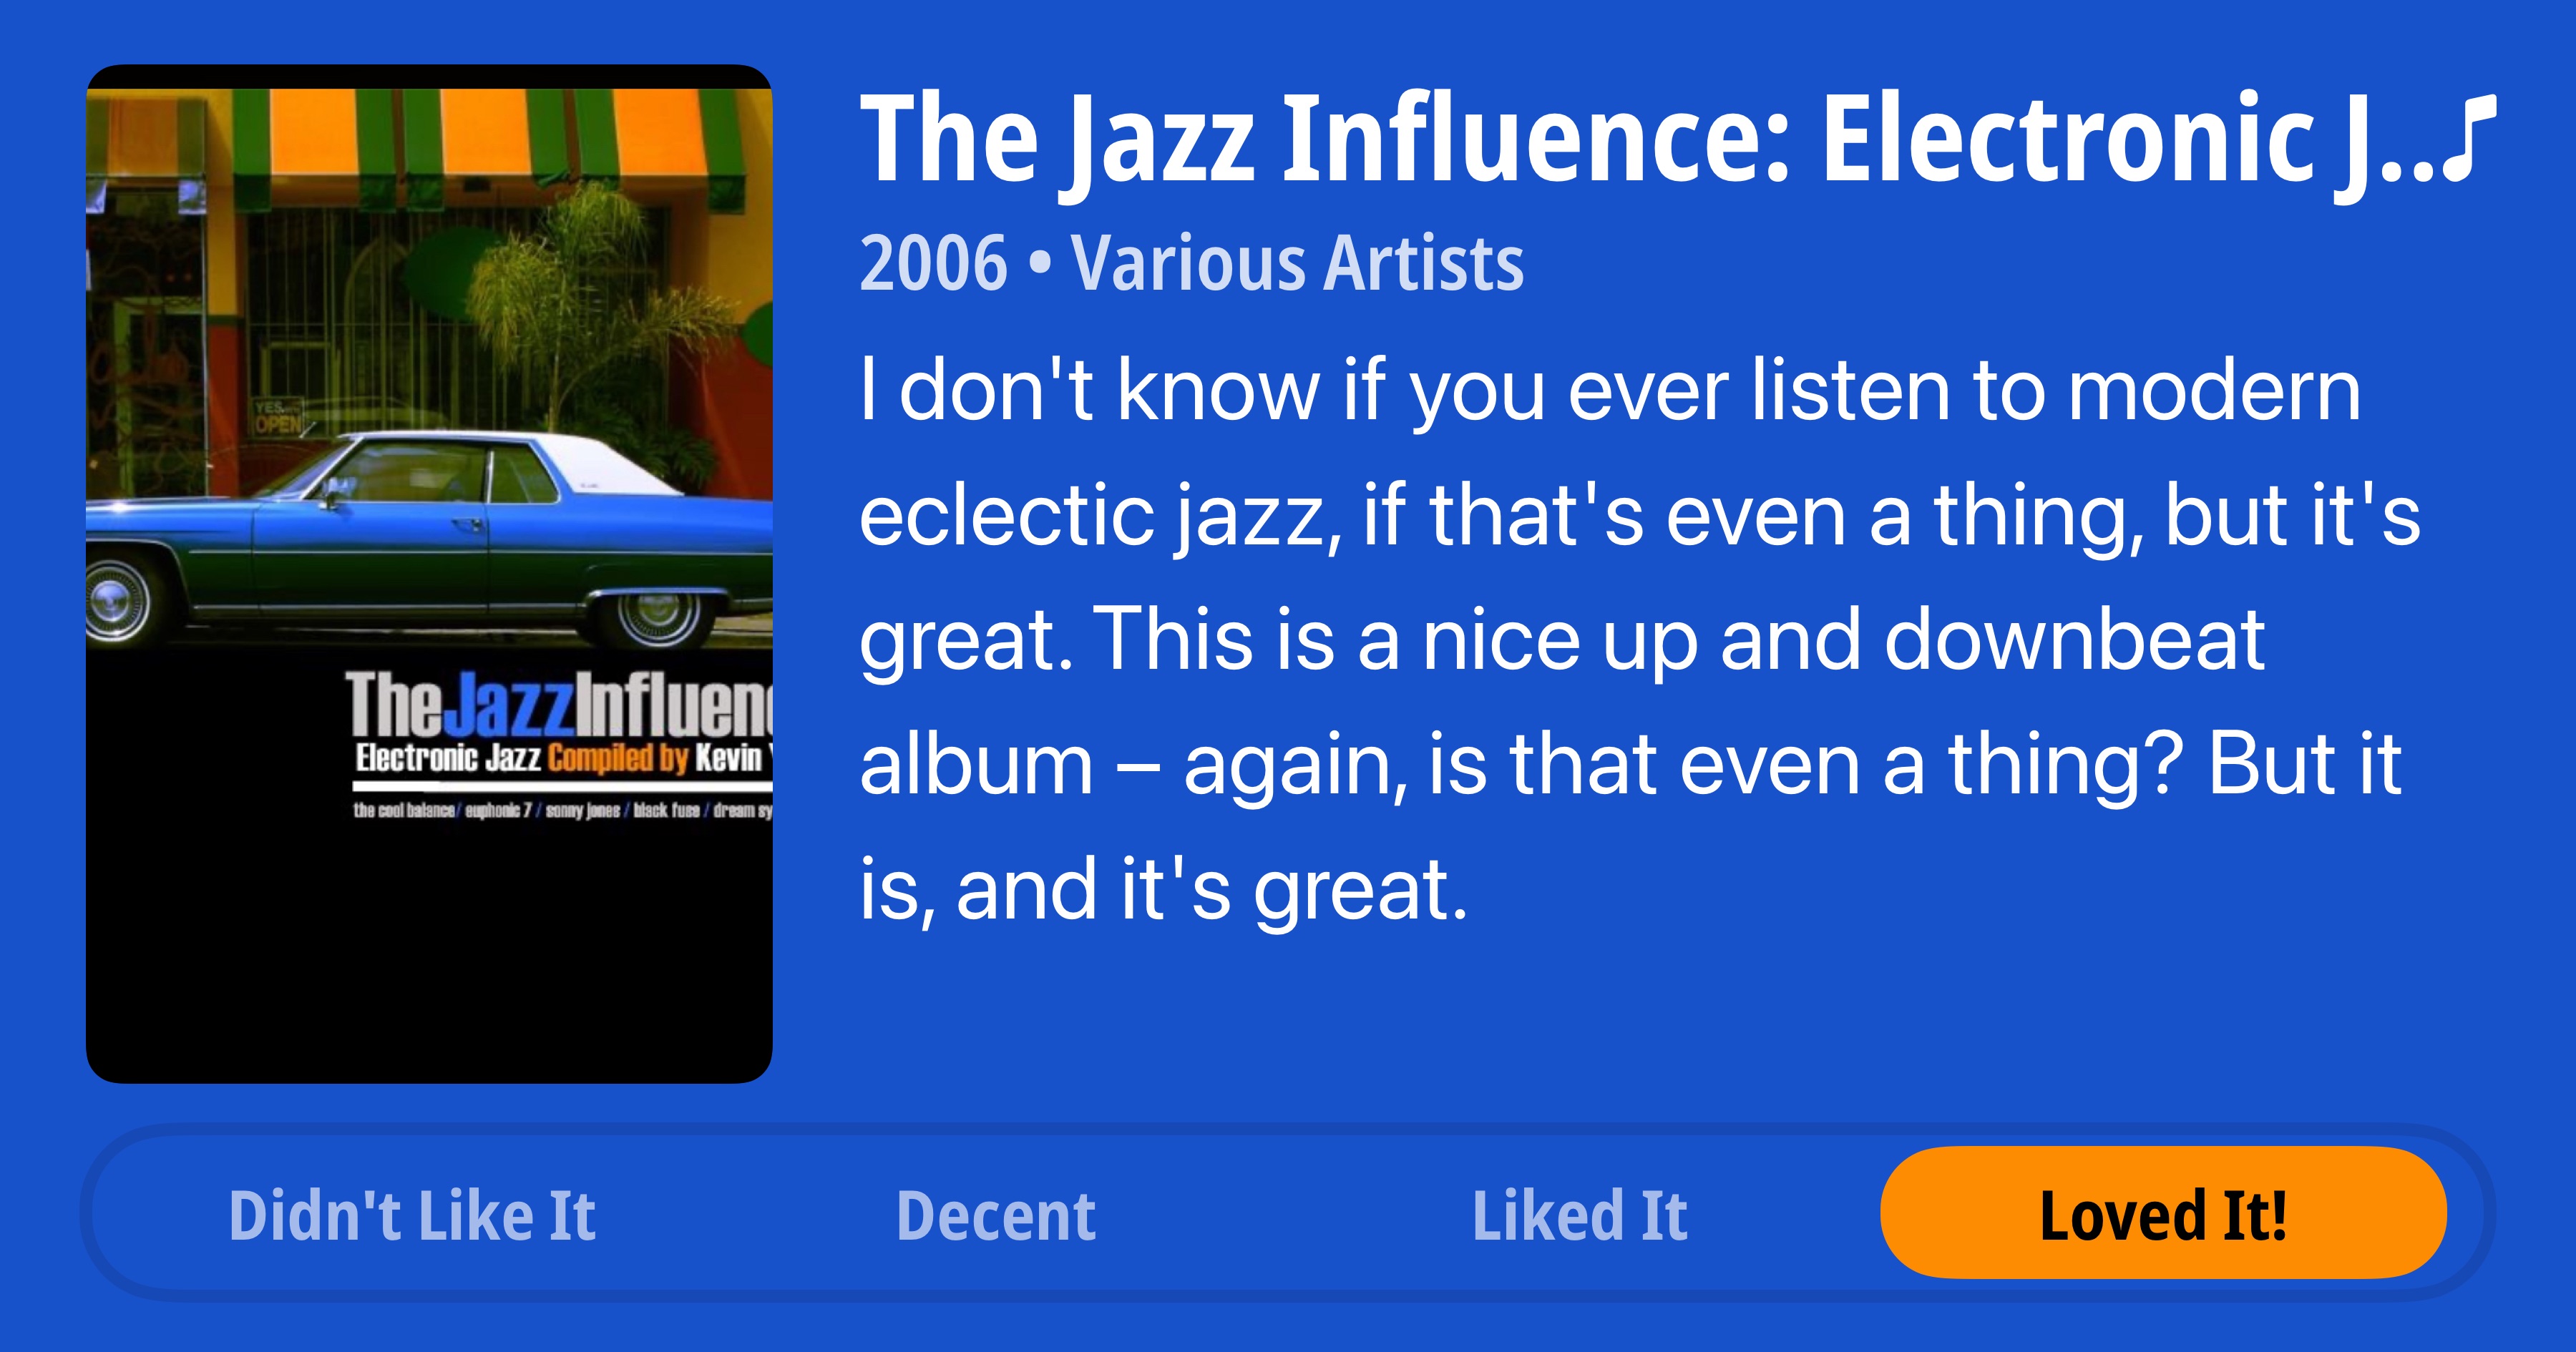 The Jazz Influence: Electronic J...
2006 • Various Artists
I don't know if you ever listen to modern
eclectic jazz, if that's even a thing, but it's
great. This is a nice up and downbeat
album – again, is that even a thing? But it
is, and it's great.
YES...
OPEN
TheJazzInfluenc
Electronic Jazz Compiled by Kevin
the cool balance/ euphonic 7 / sonny jones / black fuse / dream sy
Didn't Like It
Decent
Liked It
Loved It!